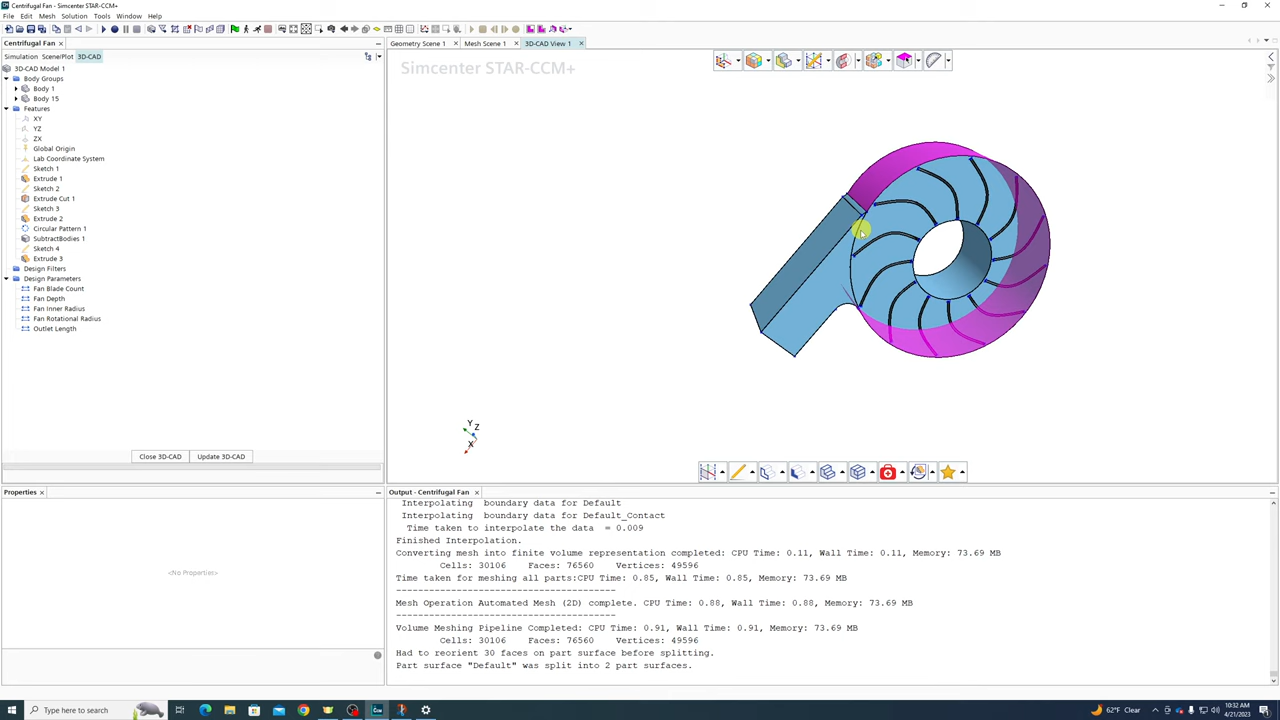 Centrifugal Fan - Simcenter STAR-CCM+
File Edit Mesh Solution Tools Window Help
Centrifugal Fan
Simulation Scene/Plot 3D-CAD
3D-CAD Model 1
Body Groups
Body 1
Body 15
Features
XY
YZ
ZX
Global Origin
Lab Coordinate System
Sketch 1
Extrude 1
Sketch 2
Extrude Cut 1
Sketch 3
Extrude 2
Circular Pattern 1
SubtractBodies 1
Sketch 4
Extrude 3
Design Filters
Design Parameters
Fan Blade Count
Fan Depth
Fan Inner Radius
Fan Rotational Radius
Outlet Length
Close 3D-CAD Update 3D-CAD
Properties
<No Properties>
Geometry Scene 1 Mesh Scene 1 3D-CAD View 1
Simcenter STAR-CCM+
Y
Z
X
Output - Centrifugal Fan
Interpolating boundary data for Default
Interpolating boundary data for Default_Contact
Time taken to interpolate the data = 0.009
Finished Interpolation.
Converting mesh into finite volume representation completed: CPU Time: 0.11, Wall Time: 0.11, Memory: 73.69 MB
Cells: 30106 Faces: 76560 Vertices: 49596
Time taken for meshing all parts:CPU Time: 0.85, Wall Time: 0.85, Memory: 73.69 MB
--------------------------------------
Mesh Operation Automated Mesh (2D) complete. CPU Time: 0.88, Wall Time: 0.88, Memory: 73.69 MB
--------------------------------------
Volume Meshing Pipeline Completed: CPU Time: 0.91, Wall Time: 0.91, Memory: 73.69 MB
Cells: 30106 Faces: 76560 Vertices: 49596
Had to reorient 30 faces on part surface before splitting.
Part surface "Default" was split into 2 part surfaces.
Type here to search
62°F Clear
10:32 AM
4/21/2023